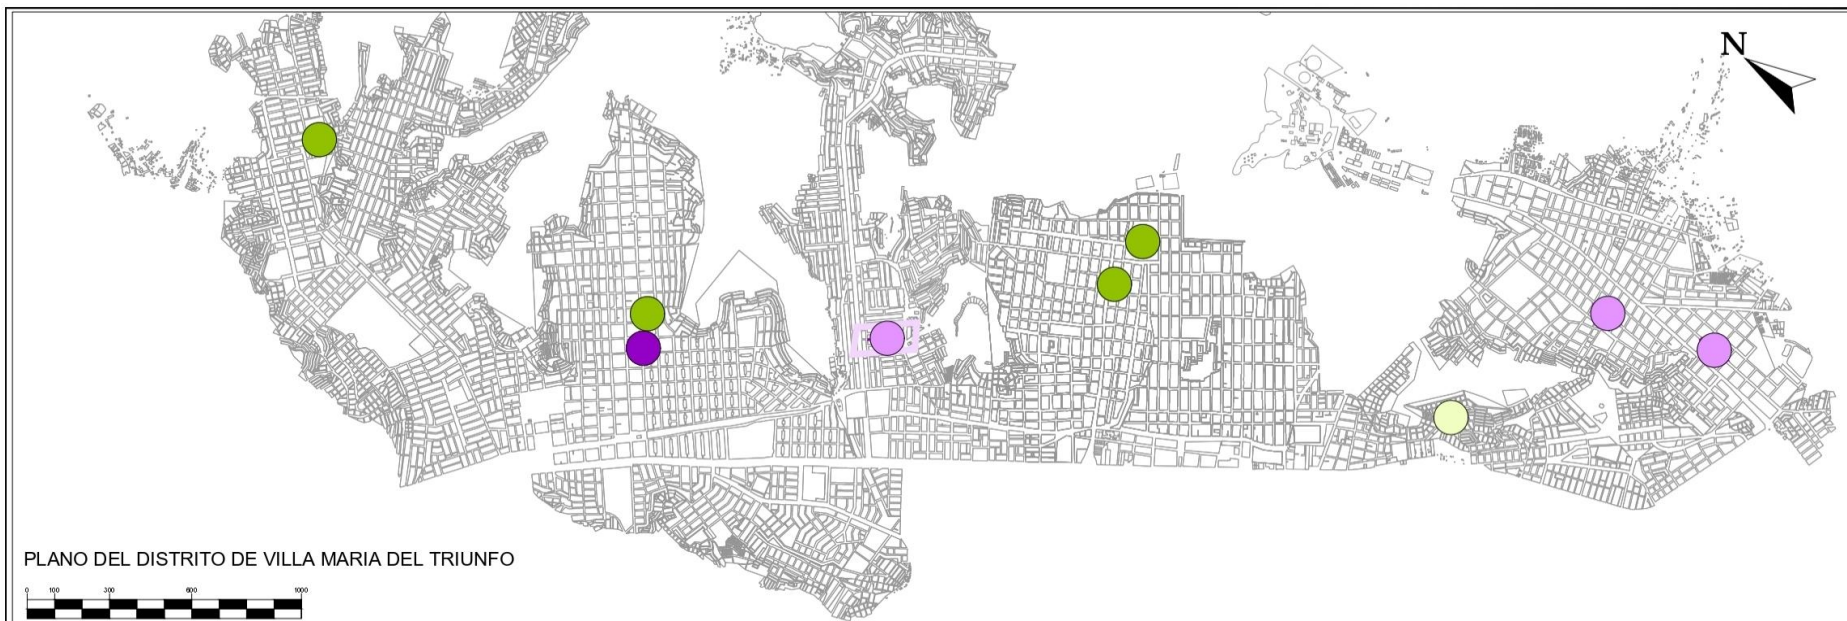 N
PLANO DEL DISTRITO DE VILLA MARIA DEL TRIUNFO
0 100 300 600 1000